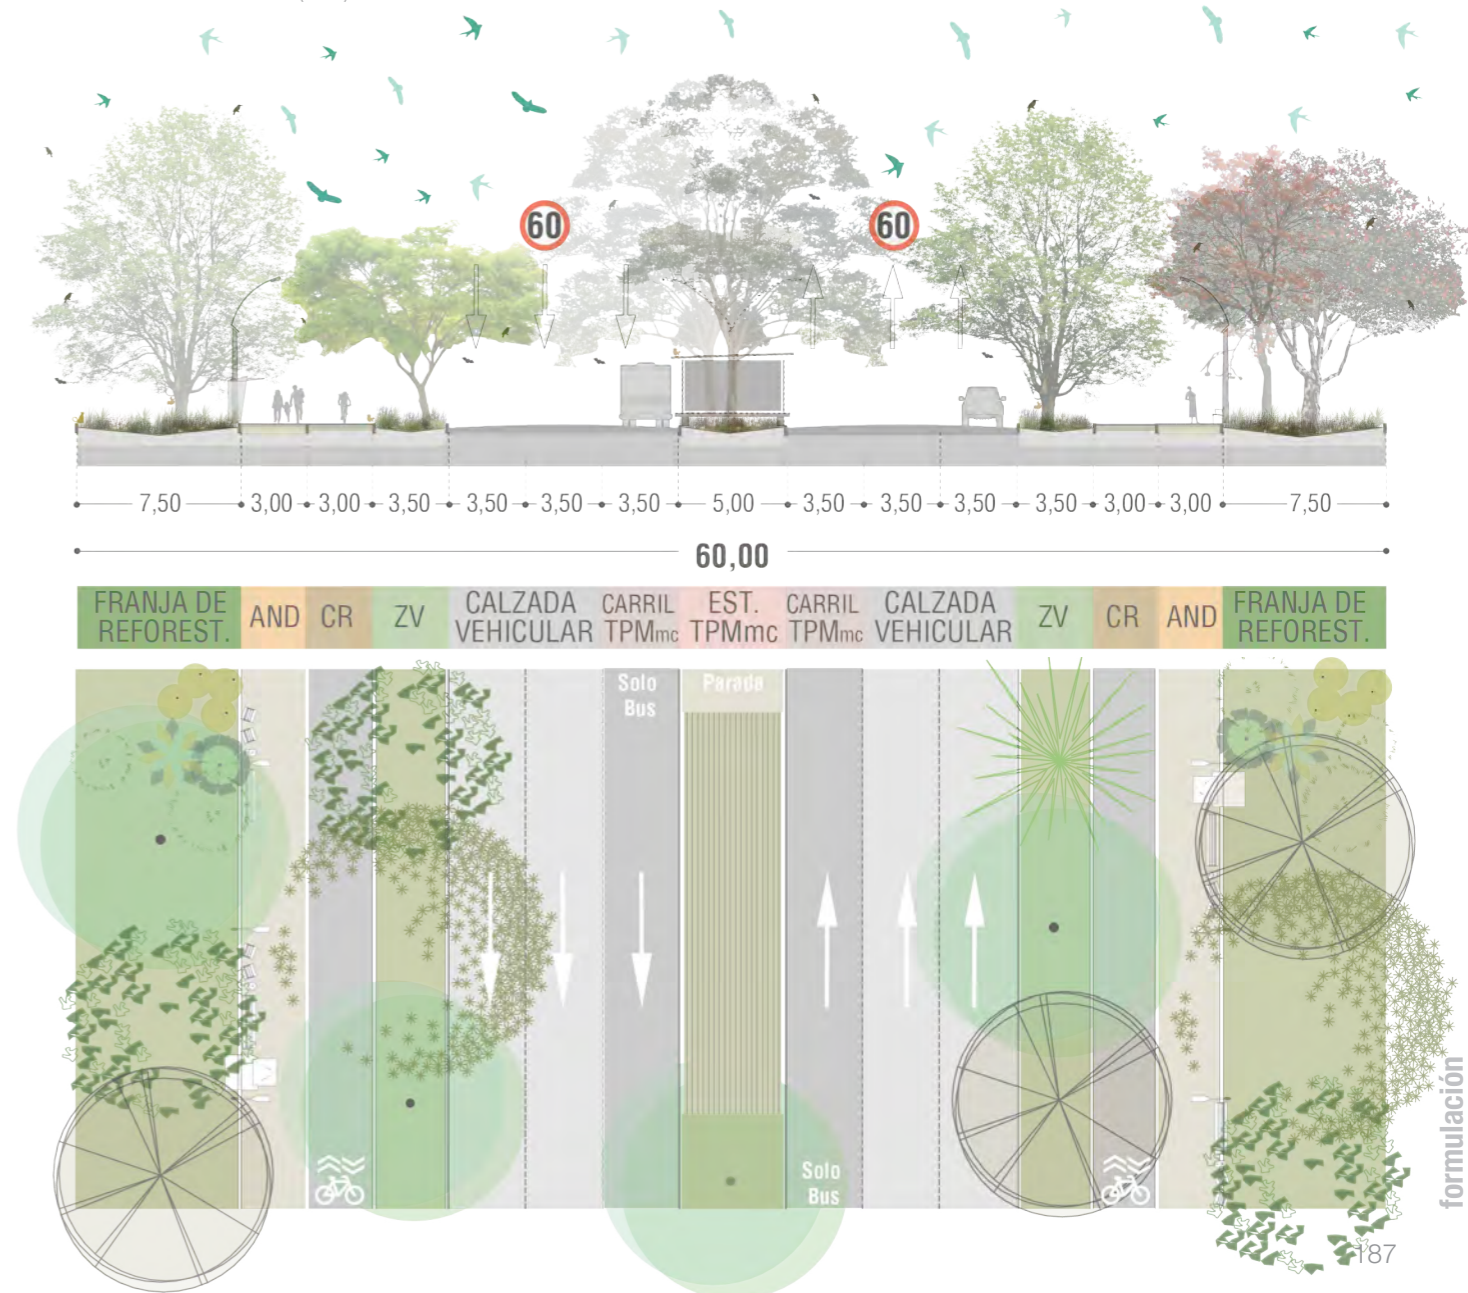 60
60
7,50 3,00 3,00 3,50 3,50 3,50 3,50 5,00 3,50 3,50 3,50 3,50 3,00 3,00 7,50
60,00
FRANJA DE
REFOREST.
AND
CR
ZV
CALZADA
VEHICULAR
CARRIL
TPMmc
EST.
TPMmc
CARRIL
TPMmc
CALZADA
VEHICULAR
ZV
CR
AND
FRANJA DE
REFOREST.
Solo
Bus
Parada
Solo
Bus
formulación
187